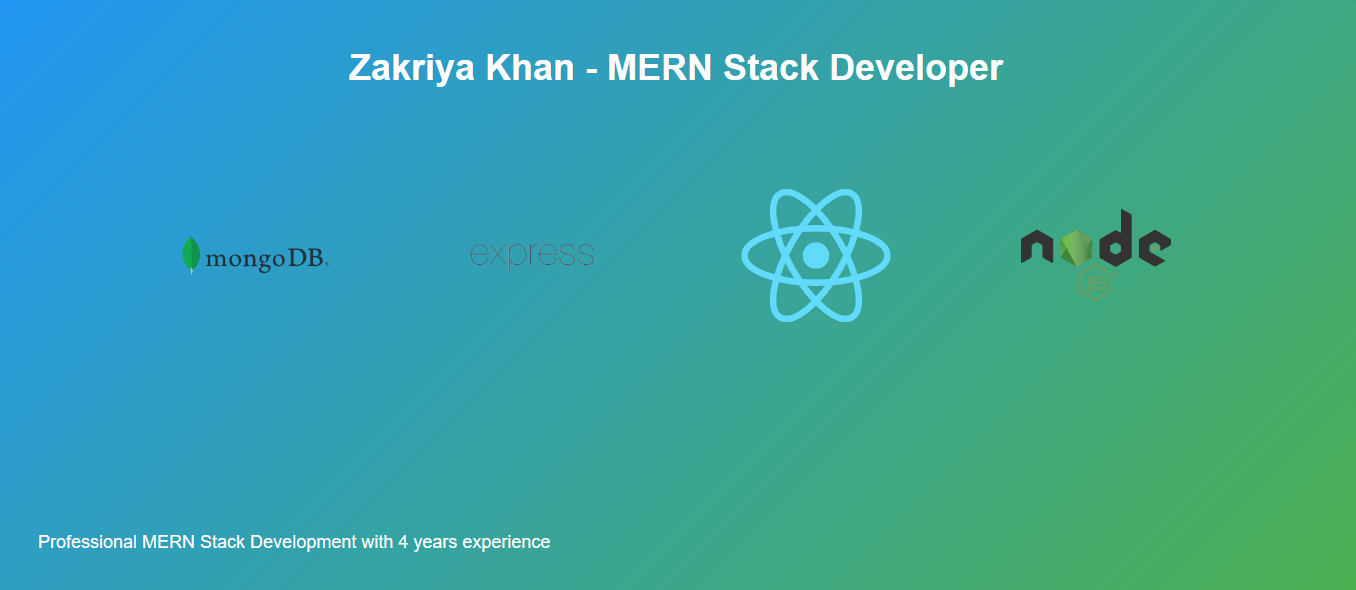 Zakriya Khan - MERN Stack Developer
mongoDB®
express
node
JS
Professional MERN Stack Development with 4 years experience